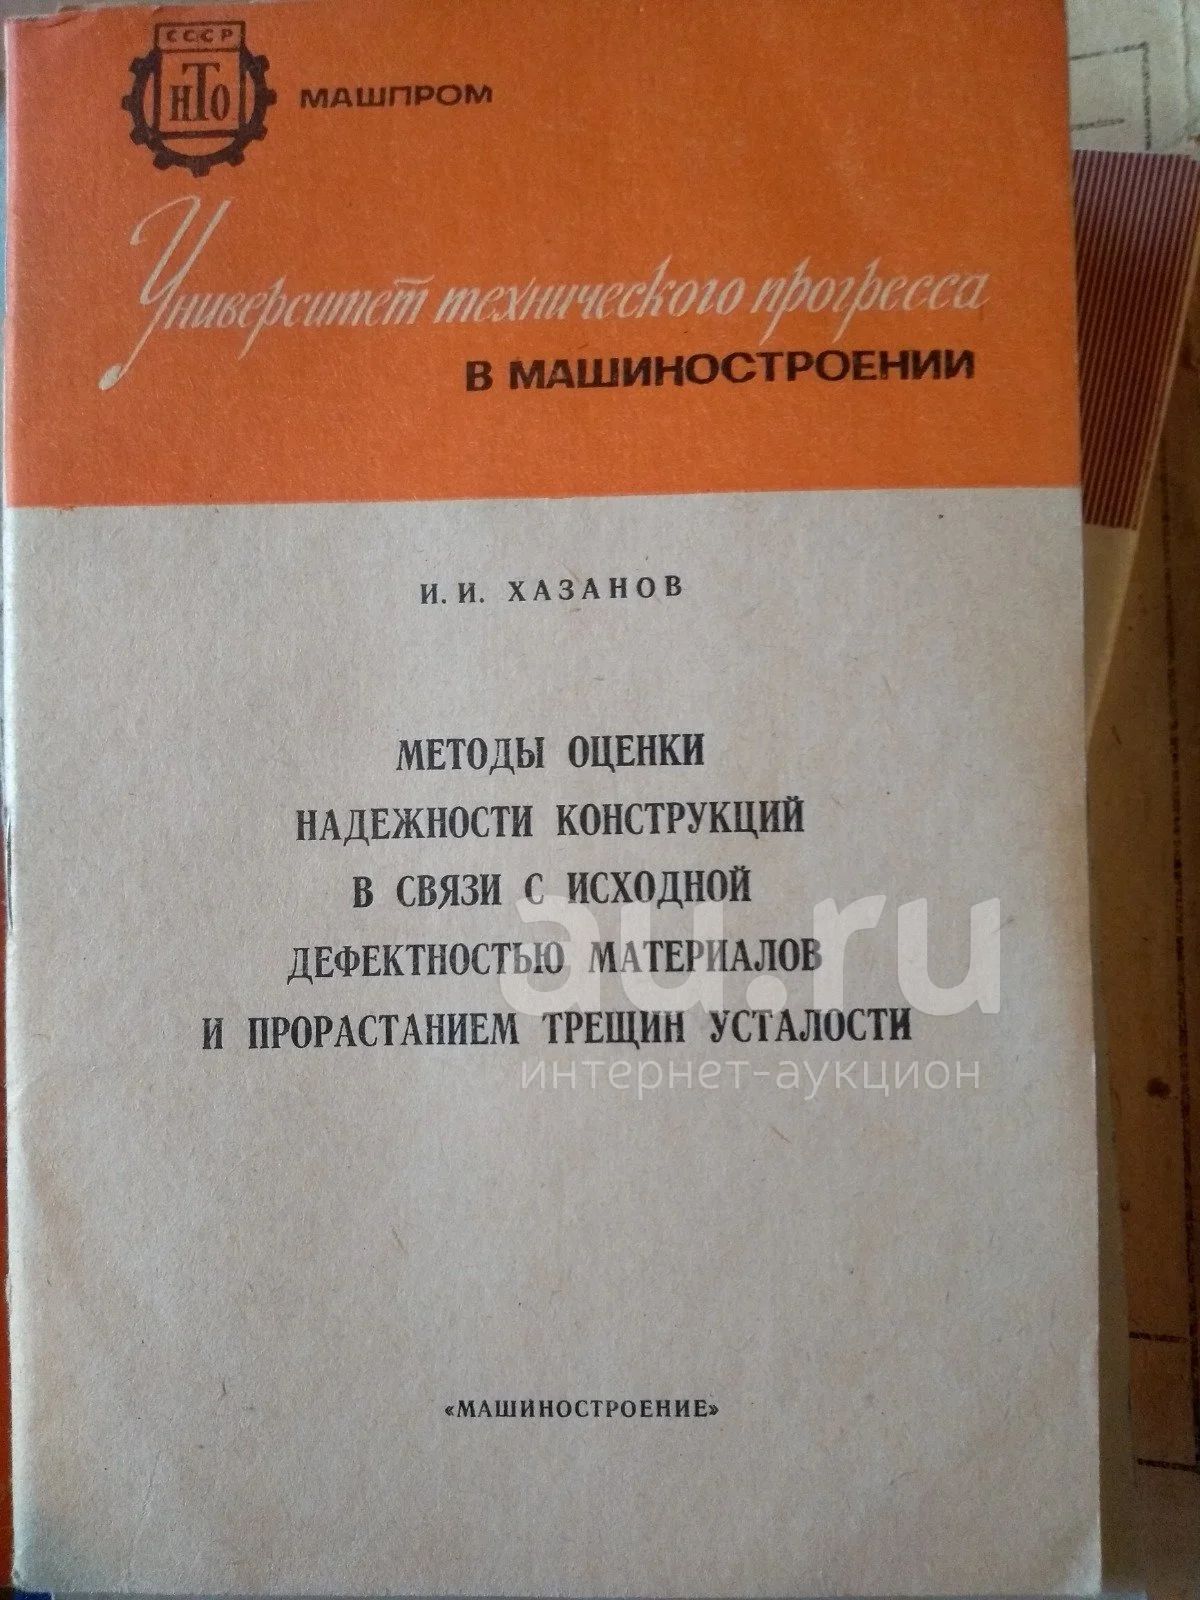 СССР
НТО
МАШПРОМ
Университет технического прогресса
В МАШИНОСТРОЕНИИ
И. И. ХАЗАНОВ
МЕТОДЫ ОЦЕНКИ
НАДЕЖНОСТИ КОНСТРУКЦИЙ
В СВЯЗИ С ИСХОДНОЙ
ДЕФЕКТНОСТЬЮ МАТЕРИАЛОВ
И ПРОРАСТАНИЕМ ТРЕЩИН УСТАЛОСТИ
au.ru
интернет-аукцион
«МАШИНОСТРОЕНИЕ»